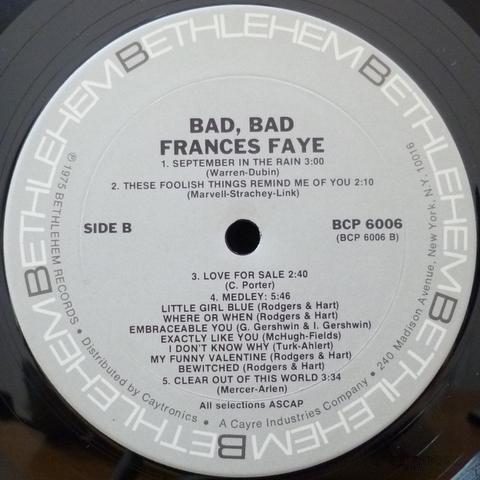 BETHLEHEM BETHLEHEM BETHLEHEM BETHLEHEM BETHLEHEM
BAD, BAD
FRANCES FAYE
1. SEPTEMBER IN THE RAIN 3:00
(Warren-Dubin)
2. THESE FOOLISH THINGS REMIND ME OF YOU 2:10
(Marvell-Strachey-Link)
SIDE B
BCP 6006
(BCP 6006 B)
3. LOVE FOR SALE 2:40
(C. Porter)
4. MEDLEY: 5:46
LITTLE GIRL BLUE (Rodgers & Hart)
WHERE OR WHEN (Rodgers & Hart)
EMBRACEABLE YOU (G. Gershwin & I. Gershwin)
EXACTLY LIKE YOU (McHugh-Fields)
I DON'T KNOW WHY (Turk-Ahlert)
MY FUNNY VALENTINE (Rodgers & Hart)
BEWITCHED (Rodgers & Hart)
5. CLEAR OUT OF THIS WORLD 3:34
(Mercer-Arlen)
All selections ASCAP
℗ 1975 BETHLEHEM RECORDS • Distributed by Caytronics • A Cayre Industries Company • 240 Madison Avenue, New York, N.Y. 10016